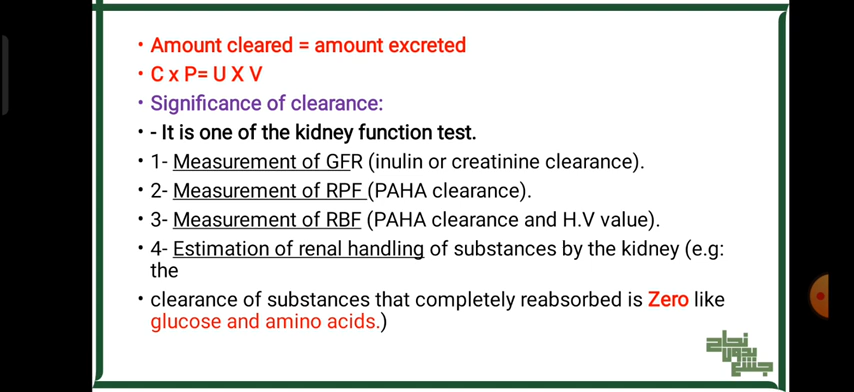 • Amount cleared = amount excreted
• C x P= U X V
• Significance of clearance:
• - It is one of the kidney function test.
• 1- Measurement of GFR (inulin or creatinine clearance).
• 2- Measurement of RPF (PAHA clearance).
• 3- Measurement of RBF (PAHA clearance and H.V value).
• 4- Estimation of renal handling of substances by the kidney (e.g:
the
• clearance of substances that completely reabsorbed is Zero like
glucose and amino acids.)
نجاح
بدون
جشع